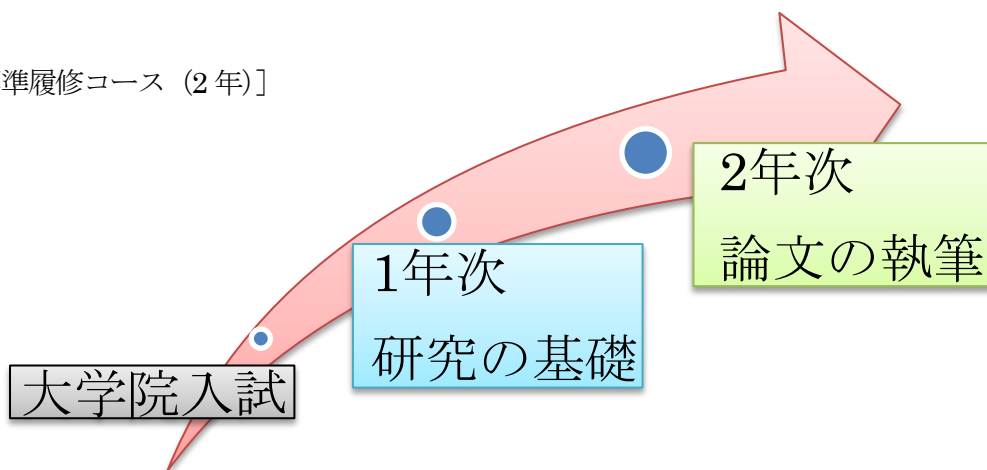 準履修コース（2 年）］
2年次
論文の執筆
1年次
研究の基礎
大学院入試